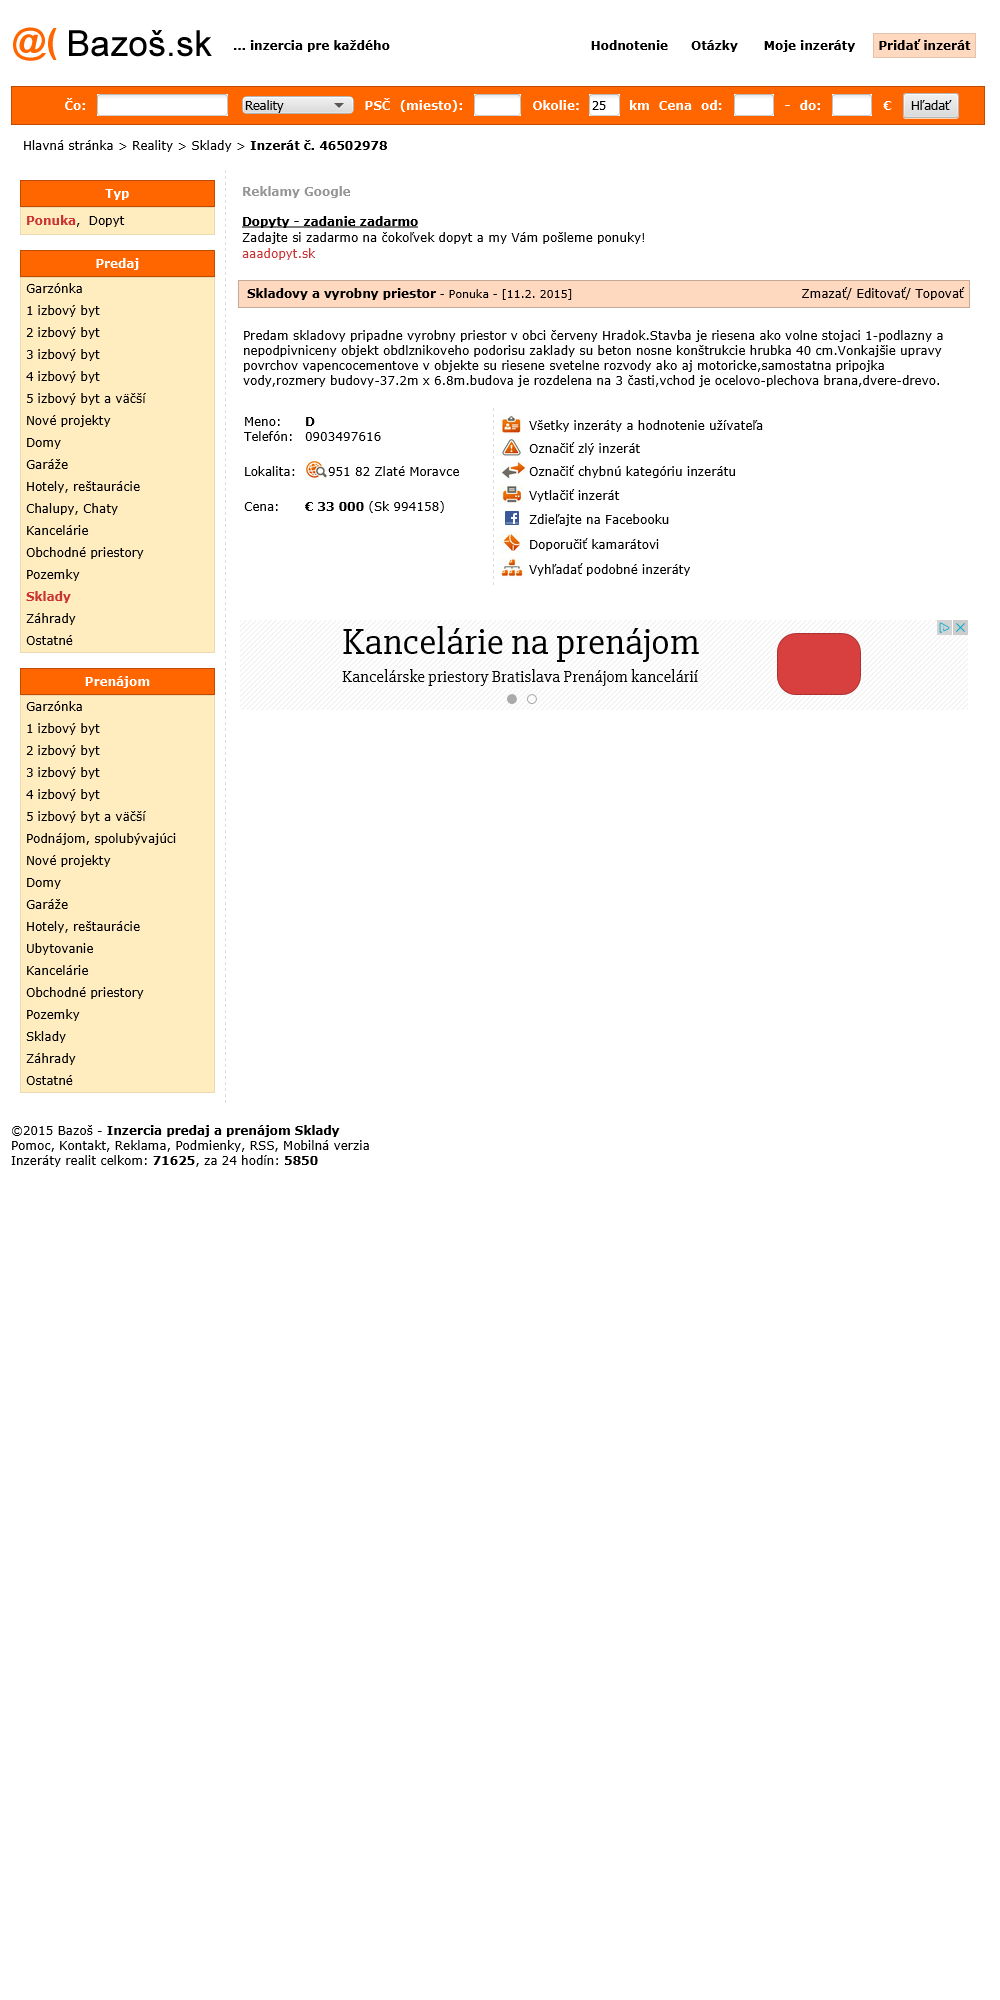 @( Bazoš.sk ... inzercia pre každého Hodnotenie Otázky Moje inzeráty Pridať inzerát
Čo: Reality PSČ (miesto): Okolie: 25 km Cena od: - do: € Hľadať
Hlavná stránka > Reality > Sklady > Inzerát č. 46502978
Typ
Ponuka, Dopyt
Predaj
Garzónka
1 izbový byt
2 izbový byt
3 izbový byt
4 izbový byt
5 izbový byt a väčší
Nové projekty
Domy
Garáže
Hotely, reštaurácie
Chalupy, Chaty
Kancelárie
Obchodné priestory
Pozemky
Sklady
Záhrady
Ostatné
Prenájom
Garzónka
1 izbový byt
2 izbový byt
3 izbový byt
4 izbový byt
5 izbový byt a väčší
Podnájom, spolubývajúci
Nové projekty
Domy
Garáže
Hotely, reštaurácie
Ubytovanie
Kancelárie
Obchodné priestory
Pozemky
Sklady
Záhrady
Ostatné
Reklamy Google
Dopyty - zadanie zadarmo
Zadajte si zadarmo na čokoľvek dopyt a my Vám pošleme ponuky!
aaadopyt.sk
Skladovy a vyrobny priestor - Ponuka - [11.2. 2015] Zmazať/ Editovať/ Topovať
Predam skladovy pripadne vyrobny priestor v obci červeny Hradok.Stavba je riesena ako volne stojaci 1-podlazny a
nepodpivniceny objekt obdlznikoveho podorisu zaklady su beton nosne konštrukcie hrubka 40 cm.Vonkajšie upravy
povrchov vapencocementove v objekte su riesene svetelne rozvody ako aj motoricke,samostatna pripojka
vody,rozmery budovy-37.2m x 6.8m.budova je rozdelena na 3 časti,vchod je ocelovo-plechova brana,dvere-drevo.
Meno: D
Telefón: 0903497616
Lokalita: 951 82 Zlaté Moravce
Cena: € 33 000 (Sk 994158)
Všetky inzeráty a hodnotenie užívateľa
Označiť zlý inzerát
Označiť chybnú kategóriu inzerátu
Vytlačiť inzerát
Zdieľajte na Facebooku
Doporučiť kamarátovi
Vyhľadať podobné inzeráty
Kancelárie na prenájom
Kancelárske priestory Bratislava Prenájom kancelárií
©2015 Bazoš - Inzercia predaj a prenájom Sklady
Pomoc, Kontakt, Reklama, Podmienky, RSS, Mobilná verzia
Inzeráty realit celkom: 71625, za 24 hodín: 5850